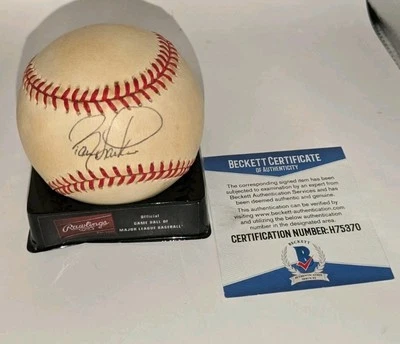 Rawlings
Official
GAME BALL OF
MAJOR LEAGUE BASEBALL
BECKETT CERTIFICATE
OF AUTHENTICITY
The corresponding signed item has been
subjected to examination by an expert from
Beckett Authentication Services and has
been deemed authentic and genuine.
This authentication can be verified by
visiting www.beckett-authentication.com
and utilizing the below authentication
number in the designated area.
CERTIFICATION NUMBER:H75370
BECKETT